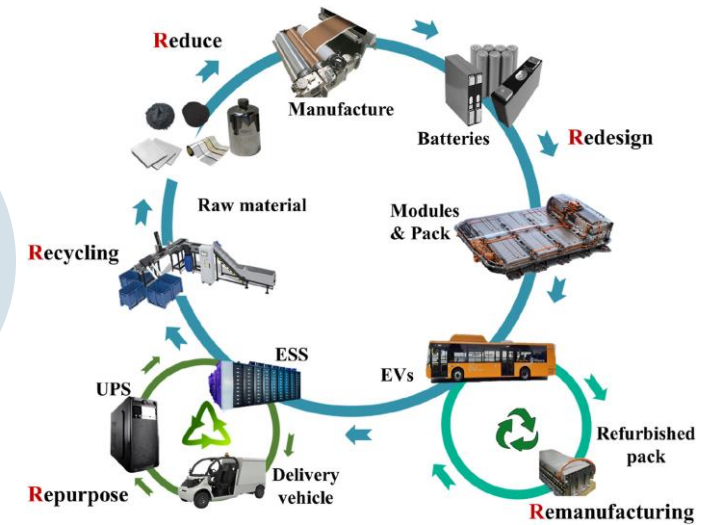 Reduce
Manufacture
Batteries
Redesign
Raw material
Modules
& Pack
Recycling
ESS
EVs
UPS
Refurbished
pack
Delivery
vehicle
Repurpose
Remanufacturing